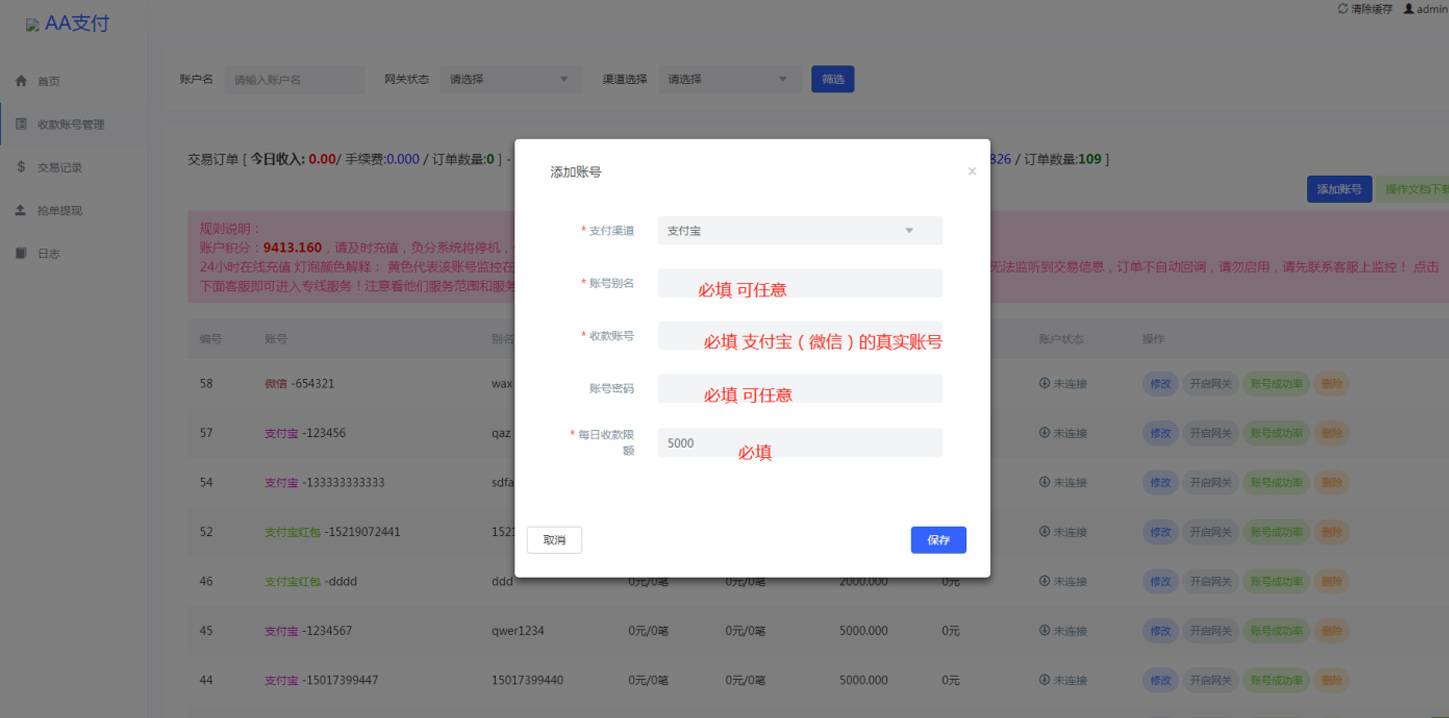 AA支付
清除缓存 admin
首页
收款账号管理
交易记录
抢单提现
日志
账户名 请输入账户名 网关状态 请选择 渠道选择 请选择 筛选
交易订单 [ 今日收入: 0.00/ 手续费:0.000 / 订单数量:0 ] -
826 / 订单数量:109 ]
添加账号 操作文档下载
规则说明：
账户积分：9413.160，请及时充值，负分系统将停机，
24小时在线充值 灯泡颜色解释： 黄色代表该账号监控在
无法监听到交易信息，订单不自动回调，请勿启用，请先联系客服上监控！ 点击
下面客服即可进入专线服务！注意看他们服务范围和服务
编号 账号 别名 账户状态 操作
58 微信 -654321 wax 未连接 修改 开启网关 账号成功率 删除
57 支付宝 -123456 qaz 未连接 修改 开启网关 账号成功率 删除
54 支付宝 -133333333333 sdfa 未连接 修改 开启网关 账号成功率 删除
52 支付宝红包 -15219072441 1521 未连接 修改 开启网关 账号成功率 删除
46 支付宝红包 -dddd ddd 0元/0笔 0元/0笔 2000.000 0元 未连接 修改 开启网关 账号成功率 删除
45 支付宝 -1234567 qwer1234 0元/0笔 0元/0笔 5000.000 0元 未连接 修改 开启网关 账号成功率 删除
44 支付宝 -15017399447 15017399440 0元/0笔 0元/0笔 5000.000 0元 未连接 修改 开启网关 账号成功率 删除
添加账号 ×
* 支付渠道 支付宝
* 账号别名 必填 可任意
* 收款账号 必填 支付宝（微信）的真实账号
账号密码 必填 可任意
* 每日收款限
额
5000 必填
取消 保存